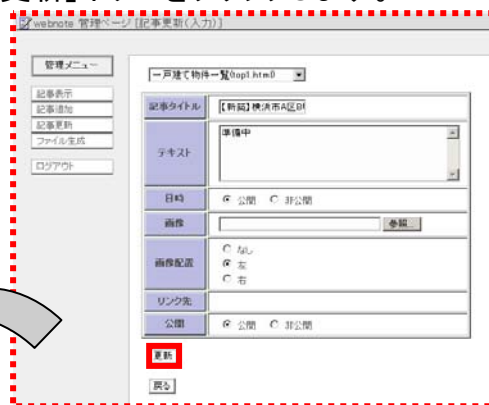 webnote 管理ページ [記事更新(入力)]
管理メニュー
記事表示
記事追加
記事更新
ファイル生成
ログアウト
一戸建て物件一覧(top1.html)
記事タイトル 【新築】横浜市A区B
テキスト 準備中
日時 公開 非公開
画像 参照...
画像配置 なし
左
右
リンク先
公開 公開 非公開
更新
戻る